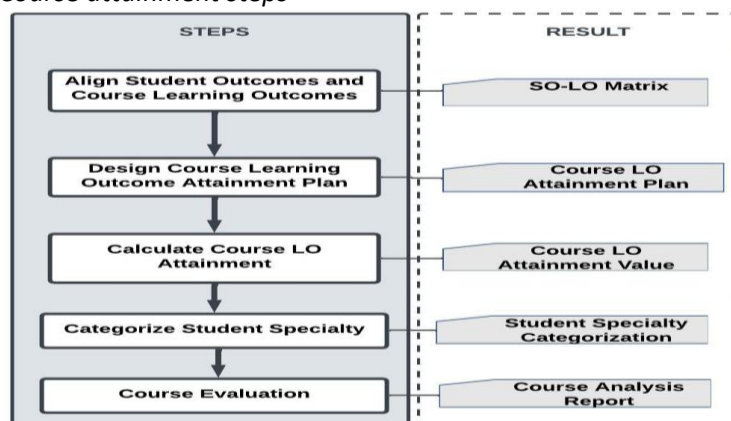 Course attainment steps
STEPS
RESULT
Align Student Outcomes and
Course Learning Outcomes
SO-LO Matrix
Design Course Learning
Outcome Attainment Plan
Course LO
Attainment Plan
Calculate Course LO
Attainment
Course LO
Attainment Value
Categorize Student Specialty
Student Specialty
Categorization
Course Evaluation
Course Analysis
Report